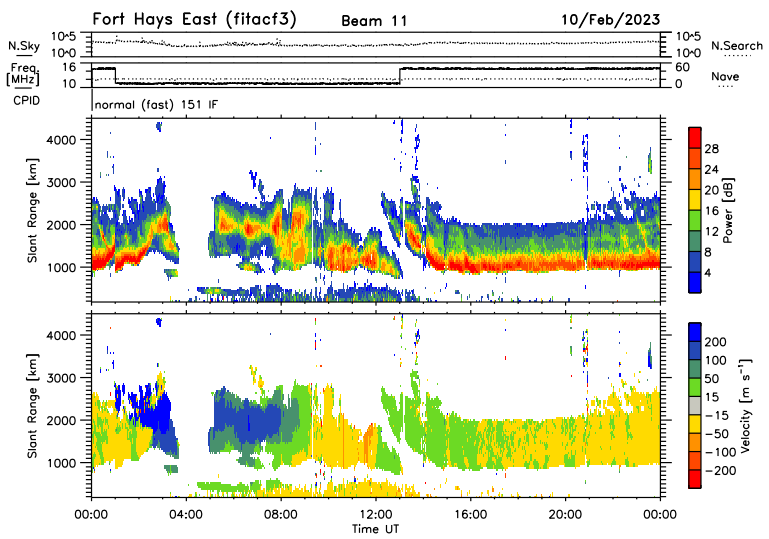 Fort Hays East (fitacf3) Beam 11 10/Feb/2023
N.Sky 10^5 10^0 10^5 10^0 N.Search
Freq. [MHz] 16 10 60 0 Nave
CPID normal (fast) 151 IF
Slant Range [km] 4000 3000 2000 1000
Power [dB] 28 24 20 16 12 8 4
Slant Range [km] 4000 3000 2000 1000
Velocity [m s⁻¹] 200 100 50 15 −15 −50 −100 −200
00:00 04:00 08:00 12:00 16:00 20:00 00:00
Time UT